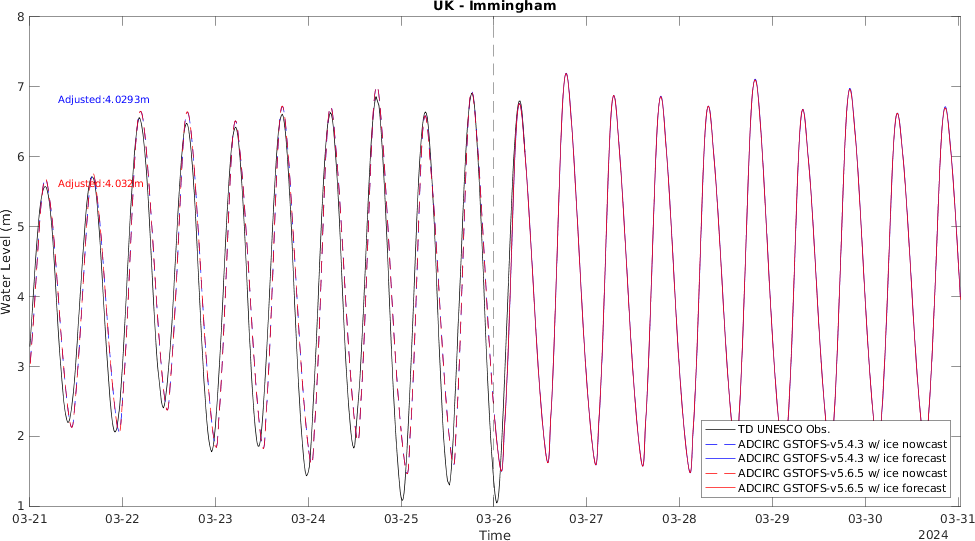 UK - Immingham
8
7
6
5
4
3
2
1
Water Level (m)
Adjusted:4.0293m
Adjusted:4.032m
TD UNESCO Obs.
ADCIRC GSTOFS-v5.4.3 w/ ice nowcast
ADCIRC GSTOFS-v5.4.3 w/ ice forecast
ADCIRC GSTOFS-v5.6.5 w/ ice nowcast
ADCIRC GSTOFS-v5.6.5 w/ ice forecast
03-21 03-22 03-23 03-24 03-25 03-26 03-27 03-28 03-29 03-30 03-31
Time
2024